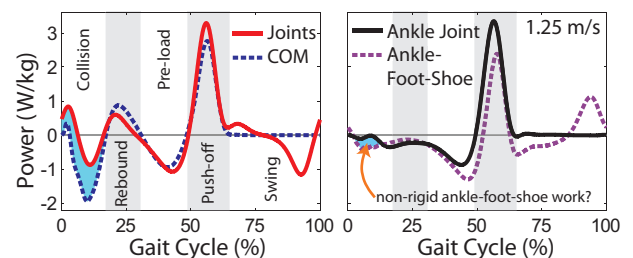 Power (W/kg)
3
2
1
0
-1
-2
Collision
Rebound
Pre-load
Push-off
Swing
Joints
COM
0
25
50
75
100
Gait Cycle (%)
Ankle Joint
Ankle-
Foot-Shoe
1.25 m/s
non-rigid ankle-foot-shoe work?
0
25
50
75
100
Gait Cycle (%)